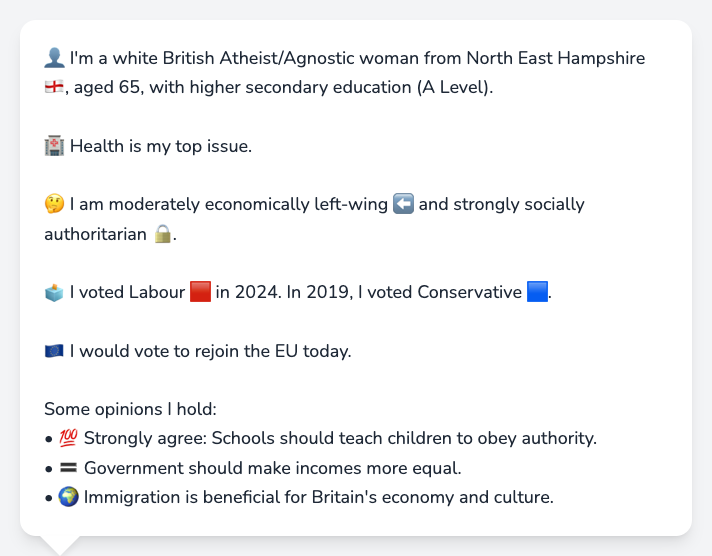 👤 I'm a white British Atheist/Agnostic woman from North East Hampshire
🏴󠁧󠁢󠁥󠁮󠁧󠁿, aged 65, with higher secondary education (A Level).
🏥 Health is my top issue.
🤔 I am moderately economically left-wing ⬅️ and strongly socially
authoritarian 🔒.
🗳️ I voted Labour 🟥 in 2024. In 2019, I voted Conservative 🟦.
🇪🇺 I would vote to rejoin the EU today.
Some opinions I hold:
• 💯 Strongly agree: Schools should teach children to obey authority.
• 🟰 Government should make incomes more equal.
• 🌍 Immigration is beneficial for Britain's economy and culture.